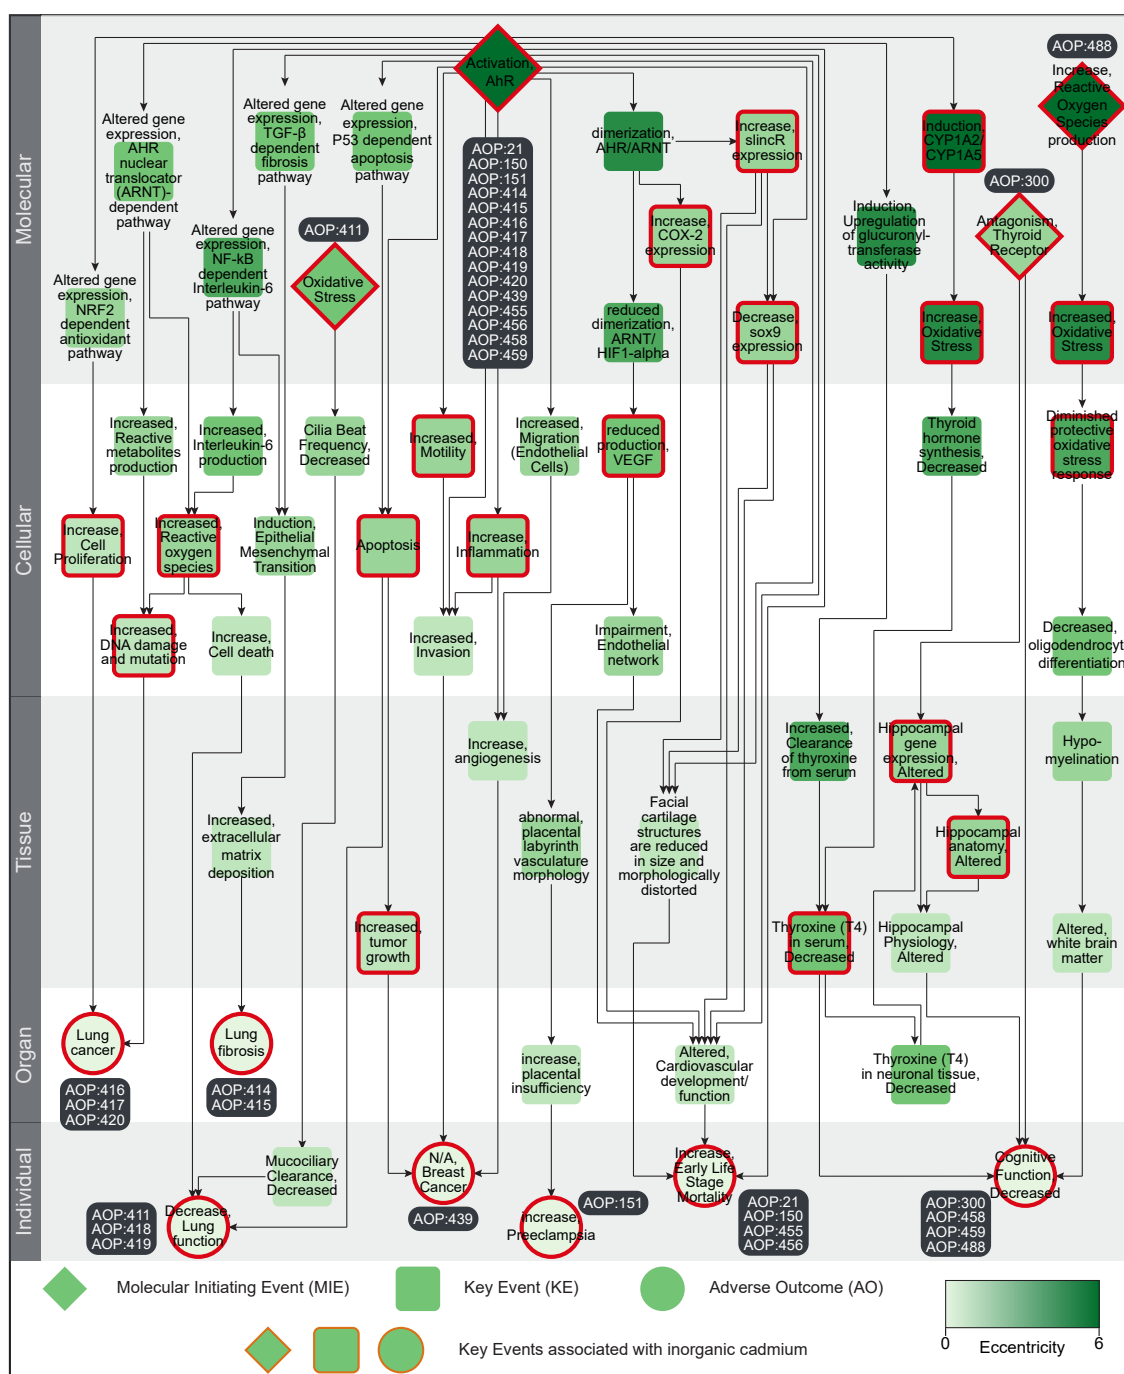 Molecular
Cellular
Tissue
Organ
Individual
Activation,
AhR
AOP:488
Increase,
Reactive
Oxygen
Species
production
Altered gene
expression,
AHR
nuclear
translocator
(ARNT)-
dependent
pathway
Altered gene
expression,
TGF-β
dependent
fibrosis
pathway
Altered gene
expression,
P53 dependent
apoptosis
pathway
AOP:21
AOP:150
AOP:151
AOP:414
AOP:415
AOP:416
AOP:417
AOP:418
AOP:419
AOP:420
AOP:439
AOP:455
AOP:456
AOP:458
AOP:459
dimerization,
AHR/ARNT
Increase,
slincR
expression
Induction,
CYP1A2/
CYP1A5
AOP:300
Antagonism,
Thyroid
Receptor
Increase,
COX-2
expression
Induction,
Upregulation
of glucuronyl-
transferase
activity
AOP:411
Oxidative
Stress
Altered gene
expression,
NF-kB
dependent
Interleukin-6
pathway
Altered gene
expression,
NRF2
dependent
antioxidant
pathway
reduced
dimerization,
ARNT/
HIF1-alpha
Decrease,
sox9
expression
Increase,
Oxidative
Stress
Increased,
Oxidative
Stress
Increased,
Reactive
metabolites
production
Increased,
Interleukin-6
production
Cilia Beat
Frequency,
Decreased
Increased,
Motility
Increased,
Migration
(Endothelial
Cells)
reduced
production,
VEGF
Thyroid
hormone
synthesis,
Decreased
Diminished
protective
oxidative
stress
response
Increase,
Cell
Proliferation
Increased,
Reactive
oxygen
species
Induction,
Epithelial
Mesenchymal
Transition
Apoptosis
Increase,
Inflammation
Increased,
DNA damage
and mutation
Increase,
Cell death
Increased,
Invasion
Impairment,
Endothelial
network
Decreased,
oligodendrocyt
differentiation
Increase,
angiogenesis
Increased,
Clearance
of thyroxine
from serum
Hippocampal
gene
expression,
Altered
Hypo-
myelination
Increased,
extracellular
matrix
deposition
abnormal,
placental
labyrinth
vasculature
morphology
Facial
cartilage
structures
are reduced
in size and
morphologically
distorted
Hippocampal
anatomy,
Altered
Increased,
tumor
growth
Thyroxine (T4)
in serum,
Decreased
Hippocampal
Physiology,
Altered
Altered,
white brain
matter
Lung
cancer
AOP:416
AOP:417
AOP:420
Lung
fibrosis
AOP:414
AOP:415
increase,
placental
insufficiency
Altered,
Cardiovascular
development/
function
Thyroxine (T4)
in neuronal tissue,
Decreased
Mucociliary
Clearance,
Decreased
N/A,
Breast
Cancer
AOP:439
Increase,
Early Life
Stage
Mortality
Cognitive
Function,
Decreased
AOP:411
AOP:418
AOP:419
Decrease,
Lung
function
increase,
Preeclampsia
AOP:151
AOP:21
AOP:150
AOP:455
AOP:456
AOP:300
AOP:458
AOP:459
AOP:488
Molecular Initiating Event (MIE)
Key Event (KE)
Adverse Outcome (AO)
Key Events associated with inorganic cadmium
0
Eccentricity
6